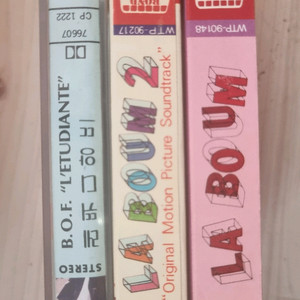 STEREO
B.O.F. "L'ETUDIANTE"
76607
CP 1222
LA BOUM 2
"Original Motion Picture Soundtrack"
WTP-90217
LA BOUM
WTP-90148